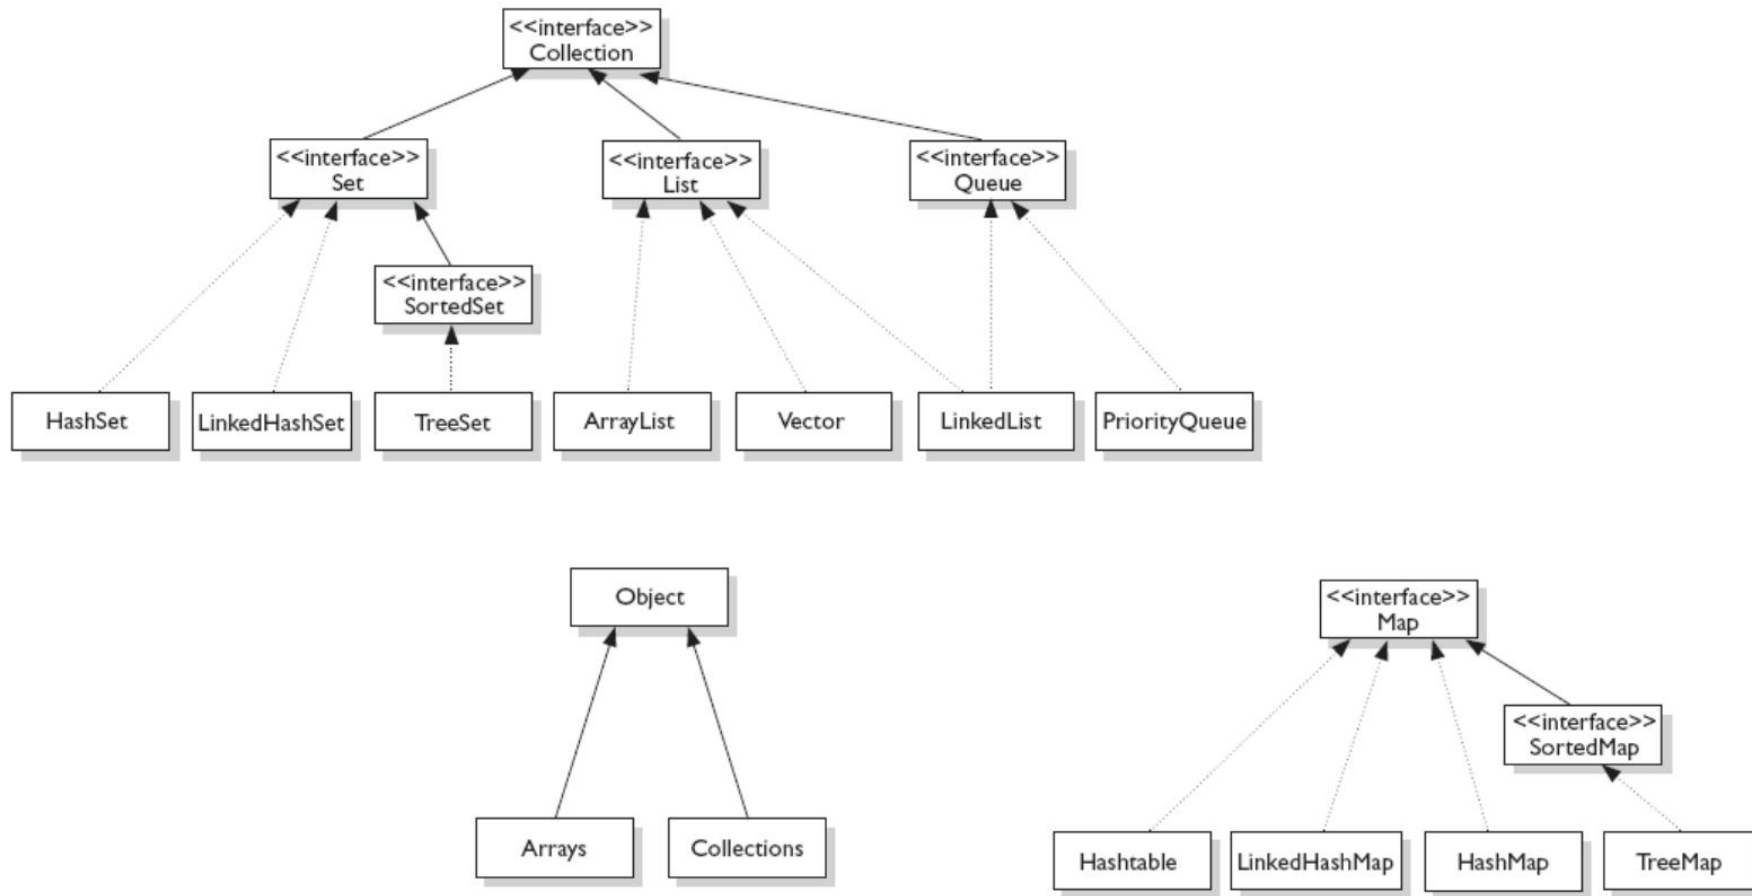 <<interface>>
Collection
<<interface>>
Set
<<interface>>
List
<<interface>>
Queue
<<interface>>
SortedSet
HashSet
LinkedHashSet
TreeSet
ArrayList
Vector
LinkedList
PriorityQueue
Object
<<interface>>
Map
<<interface>>
SortedMap
Arrays
Collections
Hashtable
LinkedHashMap
HashMap
TreeMap